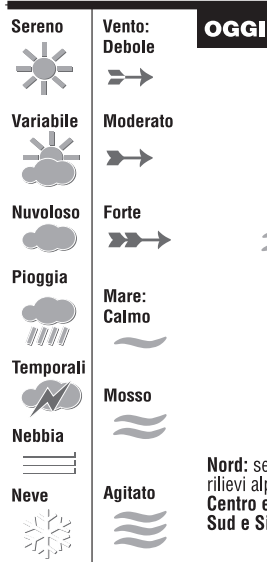 Sereno
Variabile
Nuvoloso
Pioggia
Temporali
Nebbia
Neve
Vento:
Debole
Moderato
Forte
Mare:
Calmo
Mosso
Agitato
OGGI
Nord:
rilievi
Centro
Sud e